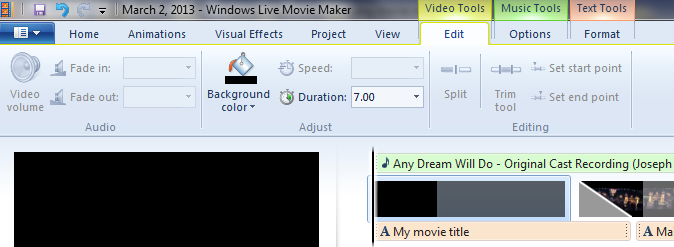 March 2, 2013 - Windows Live Movie Maker
Video Tools Music Tools Text Tools
Home Animations Visual Effects Project View Edit Options Format
Video volume
Fade in:
Fade out:
Audio
Background color
Speed:
Duration: 7.00
Adjust
Split
Trim tool
Set start point
Set end point
Editing
Any Dream Will Do - Original Cast Recording (Joseph
A My movie title
A Ma